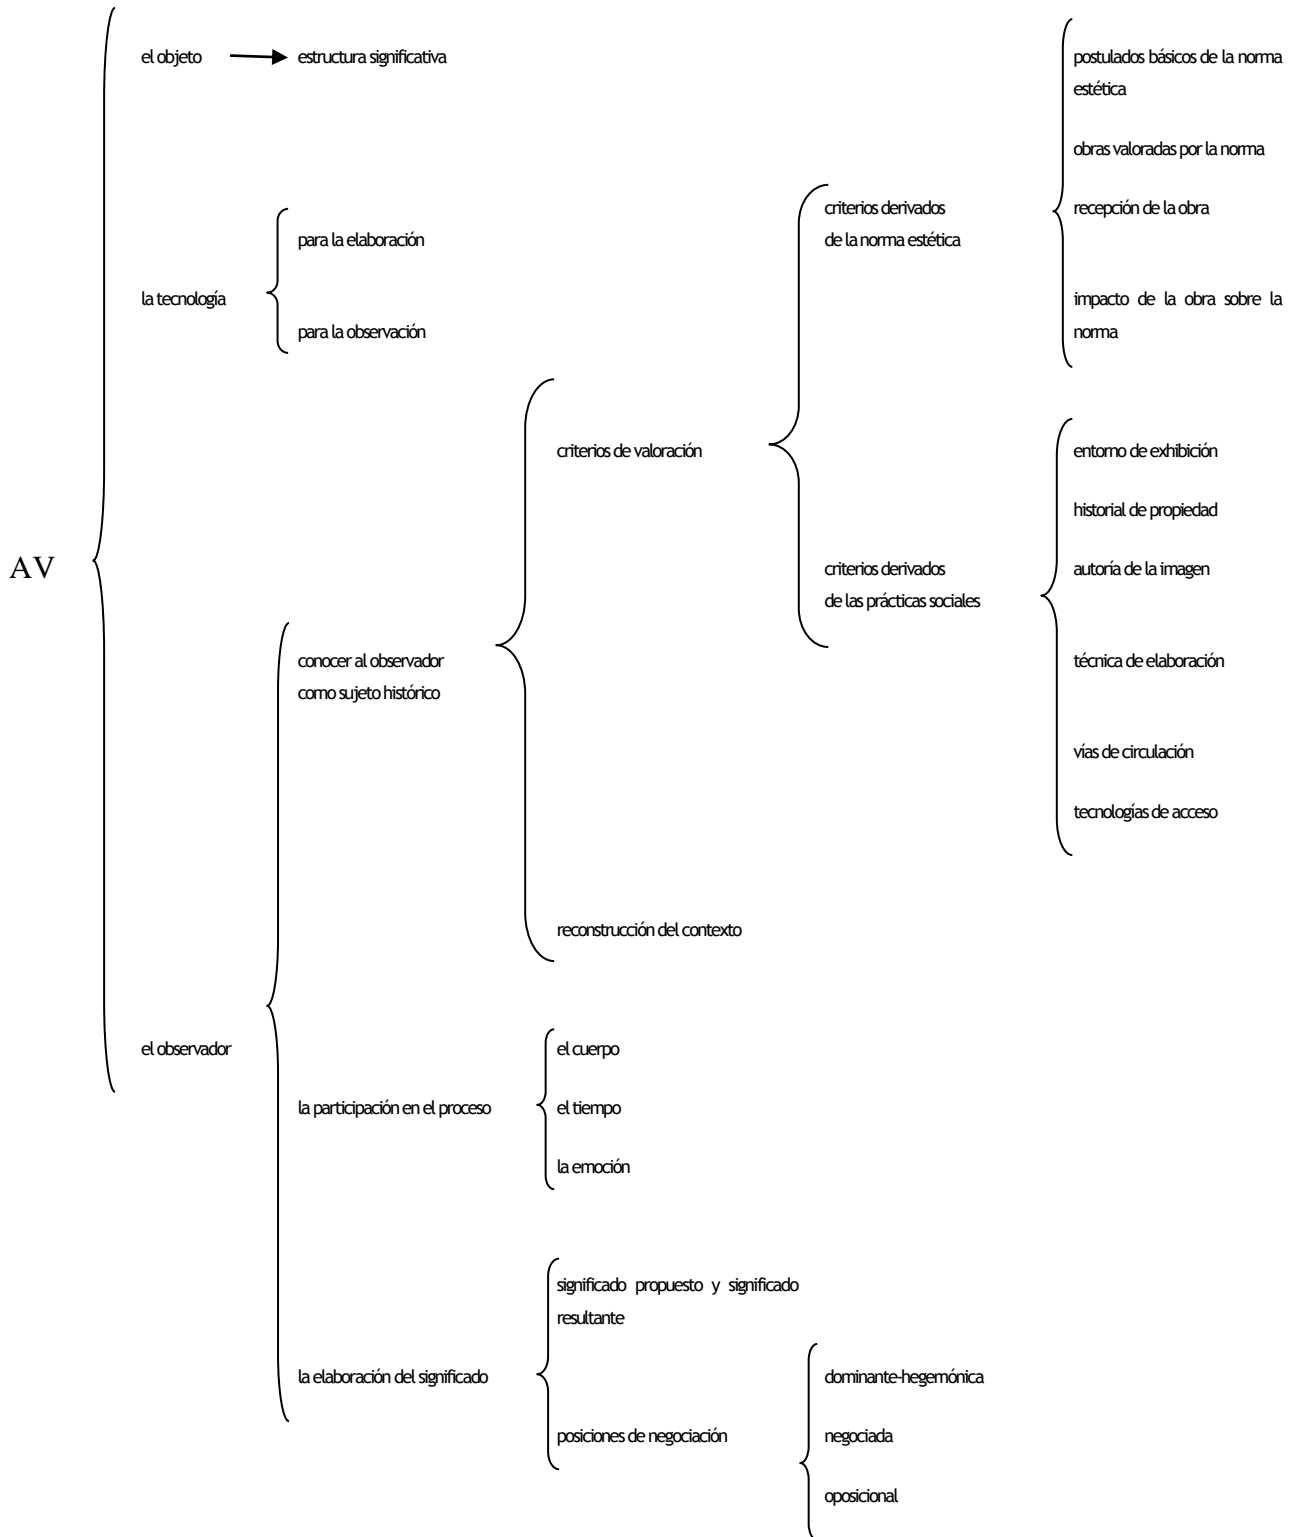 AV
el objeto
estructura significativa
la tecnología
para la elaboración
para la observación
el observador
conocer al observador
como sujeto histórico
criterios de valoración
criterios derivados
de la norma estética
postulados básicos de la norma
estética
obras valoradas por la norma
recepción de la obra
impacto de la obra sobre la
norma
criterios derivados
de las prácticas sociales
entorno de exhibición
historial de propiedad
autoría de la imagen
técnica de elaboración
vías de circulación
tecnologías de acceso
reconstrucción del contexto
la participación en el proceso
el cuerpo
el tiempo
la emoción
la elaboración del significado
significado propuesto y significado
resultante
posiciones de negociación
dominante-hegemónica
negociada
oposicional